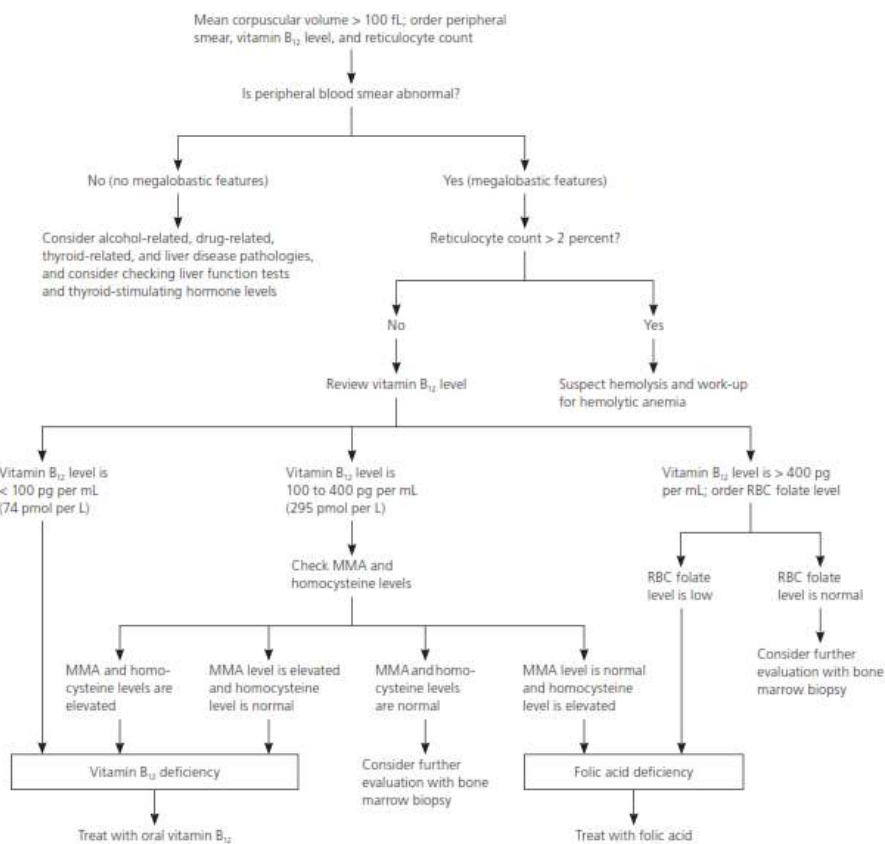 Mean corpuscular volume > 100 fL; order peripheral
smear, vitamin B₁₂ level, and reticulocyte count
Is peripheral blood smear abnormal?
No (no megalobastic features)
Yes (megalobastic features)
Consider alcohol-related, drug-related,
thyroid-related, and liver disease pathologies,
and consider checking liver function tests
and thyroid-stimulating hormone levels
Reticulocyte count > 2 percent?
No
Yes
Review vitamin B₁₂ level
Suspect hemolysis and work-up
for hemolytic anemia
Vitamin B₁₂ level is
< 100 pg per mL
(74 pmol per L)
Vitamin B₁₂ level is
100 to 400 pg per mL
(295 pmol per L)
Vitamin B₁₂ level is > 400 pg
per mL; order RBC folate level
Check MMA and
homocysteine levels
RBC folate
level is low
RBC folate
level is normal
MMA and homo-
cysteine levels are
elevated
MMA level is elevated
and homocysteine
level is normal
MMA and homo-
cysteine levels
are normal
MMA level is normal
and homocysteine
level is elevated
Consider further
evaluation with bone
marrow biopsy
Vitamin B₁₂ deficiency
Consider further
evaluation with bone
marrow biopsy
Folic acid deficiency
Treat with oral vitamin B₁₂
Treat with folic acid